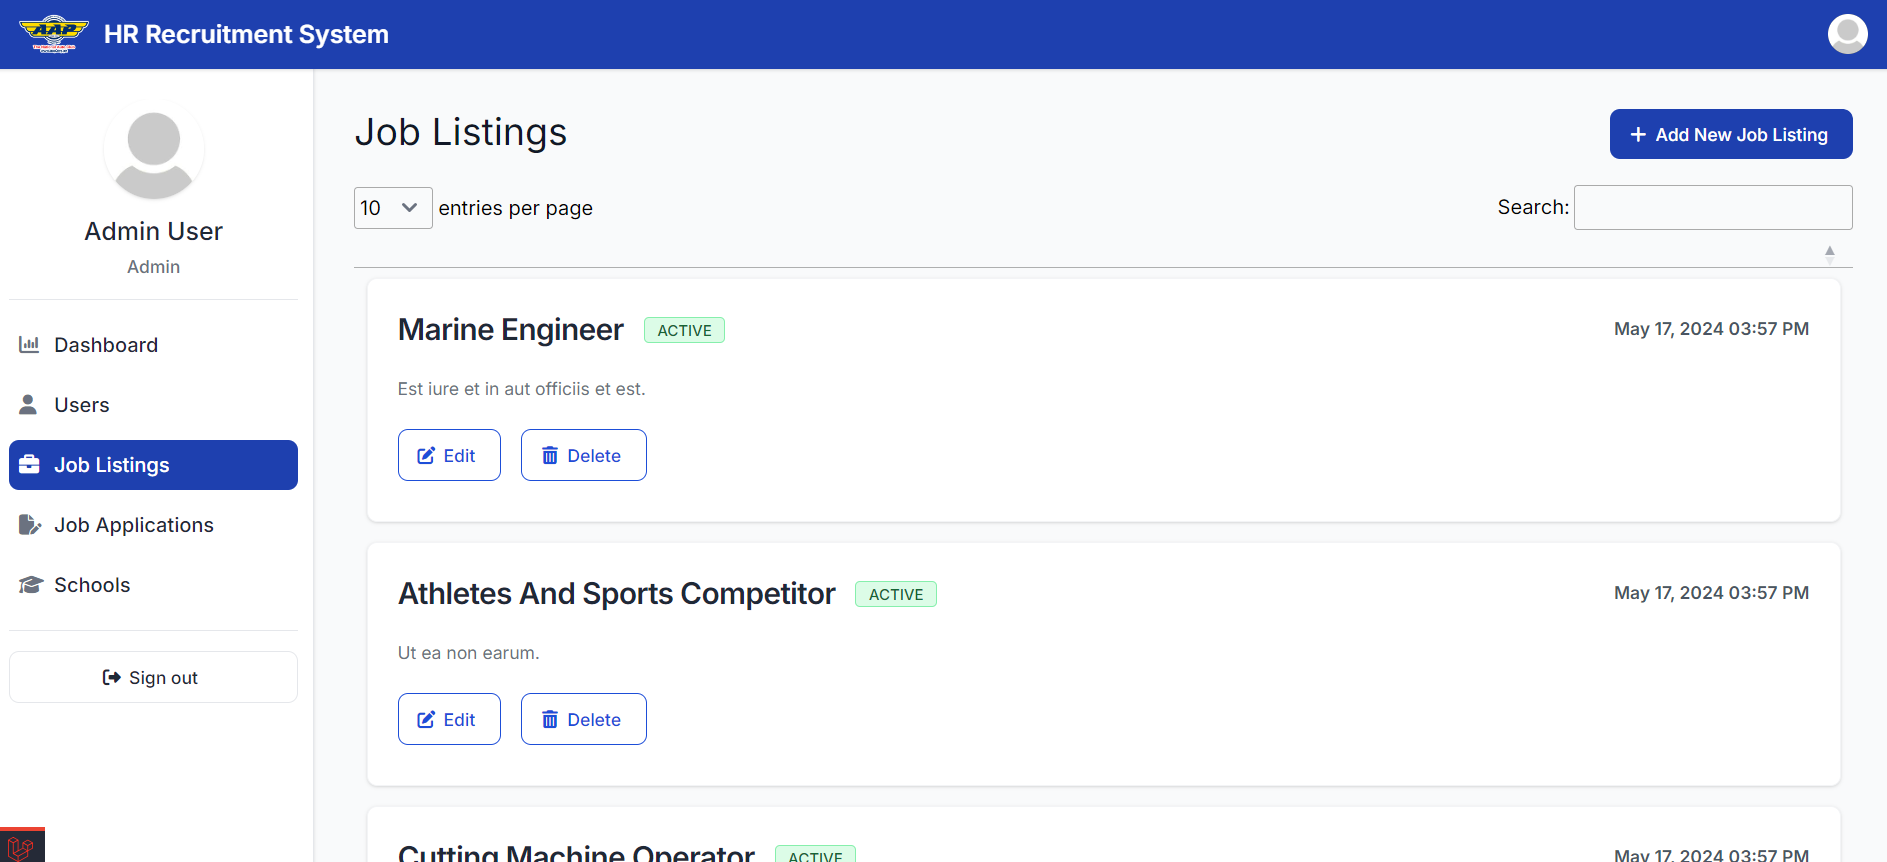 AAP
HR Recruitment System
Admin User
Admin
Dashboard
Users
Job Listings
Job Applications
Schools
Sign out
Job Listings
+ Add New Job Listing
10 entries per page
Search:
Marine Engineer ACTIVE May 17, 2024 03:57 PM
Est iure et in aut officiis et est.
Edit Delete
Athletes And Sports Competitor ACTIVE May 17, 2024 03:57 PM
Ut ea non earum.
Edit Delete
Cutting Machine Operator ACTIVE May 17, 2024 03:57 PM